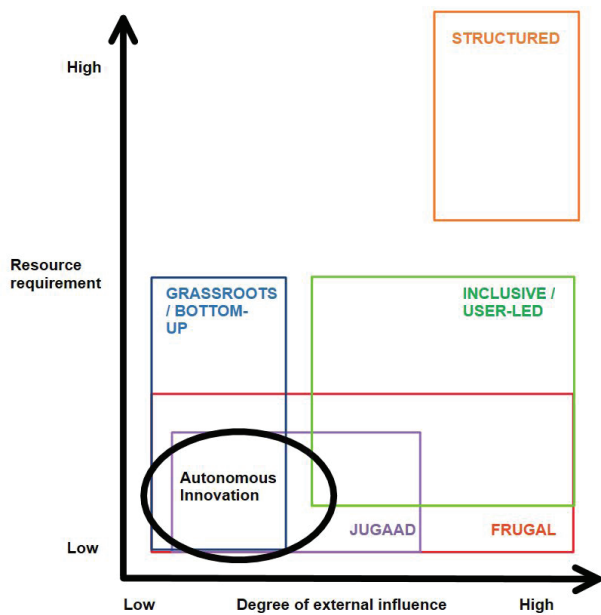 STRUCTURED
High
Resource
requirement
GRASSROOTS
/ BOTTOM-
UP
INCLUSIVE /
USER-LED
Autonomous
Innovation
JUGAAD
FRUGAL
Low
Low
Degree of external influence
High